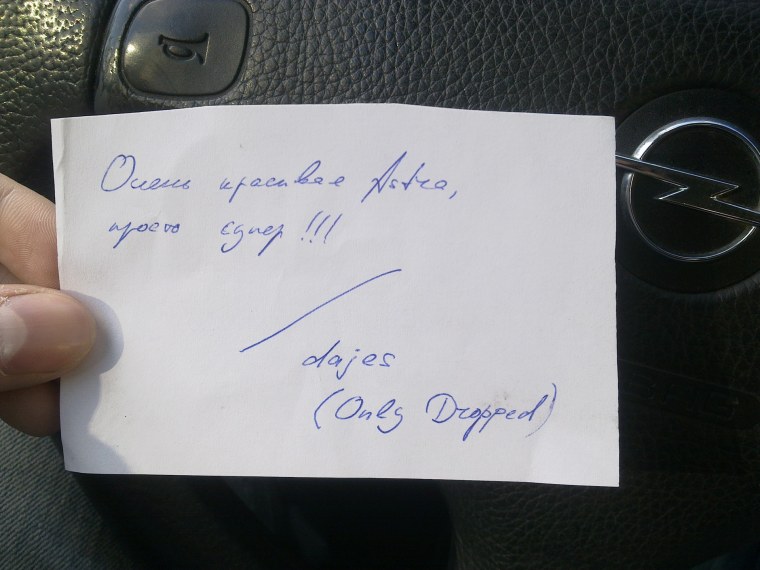 Очень красивая Astra,
просто супер!!!
dajes
(Only Dropped)